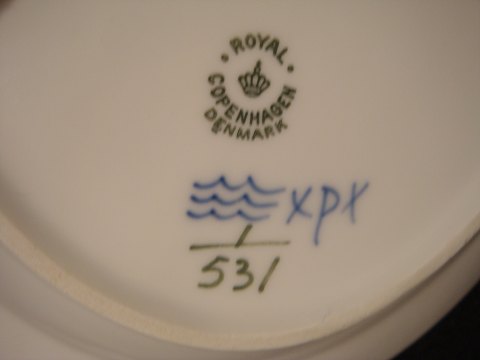 ROYAL
COPENHAGEN
DENMARK
xpx
1
531